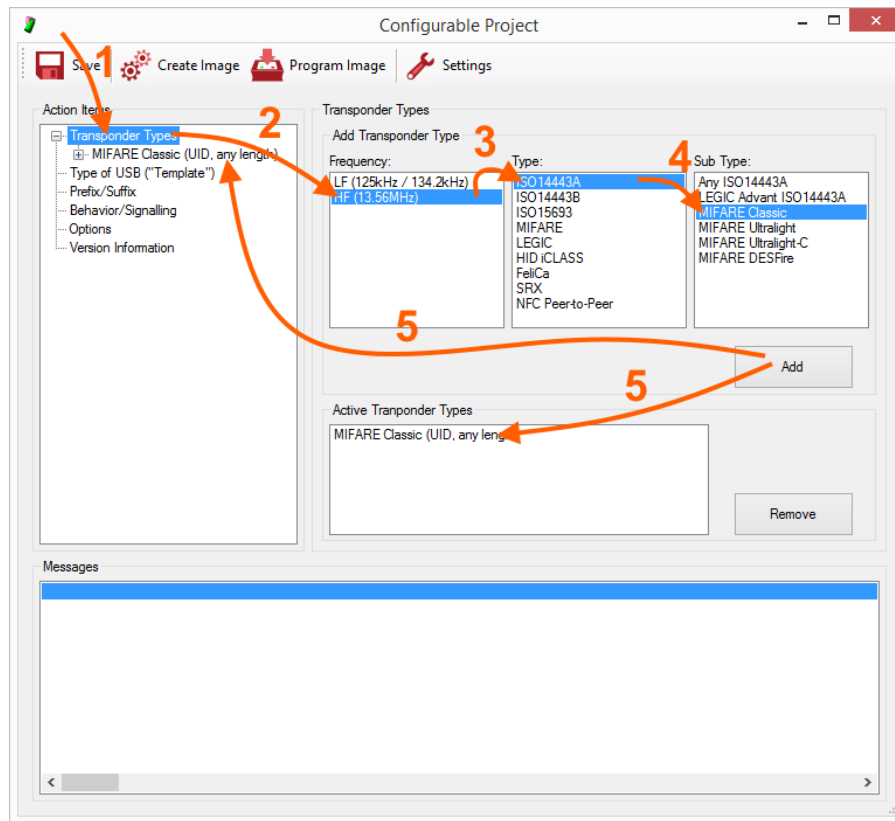 Configurable Project
Save
Create Image
Program Image
Settings
1
Action Items
Transponder Types
MIFARE Classic (UID, any length)
Type of USB ("Template")
Prefix/Suffix
Behavior/Signalling
Options
Version Information
2
Transponder Types
Add Transponder Type
Frequency:
LF (125kHz / 134.2kHz)
HF (13.56MHz)
3
Type:
ISO14443A
ISO14443B
ISO15693
MIFARE
LEGIC
HID iCLASS
FeliCa
SRX
NFC Peer-to-Peer
4
Sub Type:
Any ISO14443A
LEGIC Advant ISO14443A
MIFARE Classic
MIFARE Ultralight
MIFARE Ultralight-C
MIFARE DESFire
5
Add
5
Active Tranponder Types
MIFARE Classic (UID, any leng
Remove
Messages